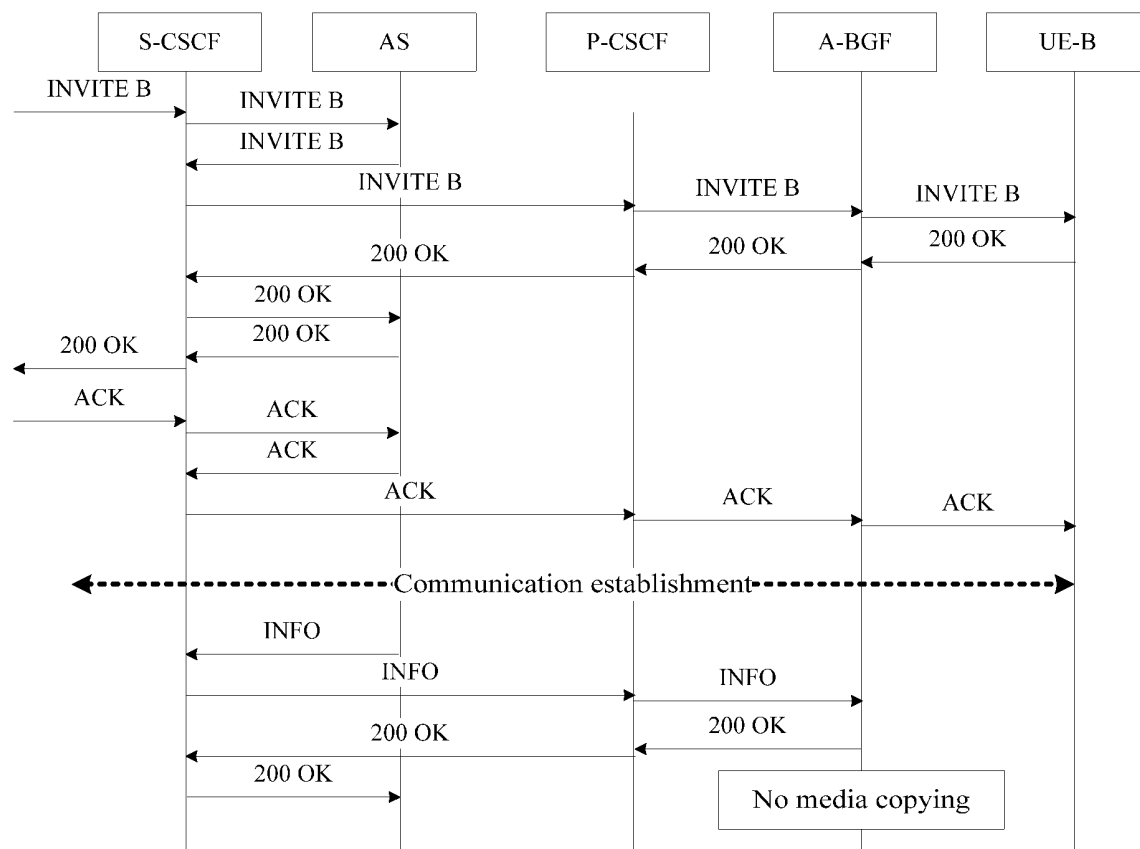 S-CSCF
AS
P-CSCF
A-BGF
UE-B
INVITE B
INVITE B
INVITE B
INVITE B
INVITE B
INVITE B
200 OK
200 OK
200 OK
200 OK
200 OK
200 OK
ACK
ACK
ACK
ACK
ACK
ACK
Communication establishment
INFO
INFO
INFO
200 OK
200 OK
200 OK
No media copying